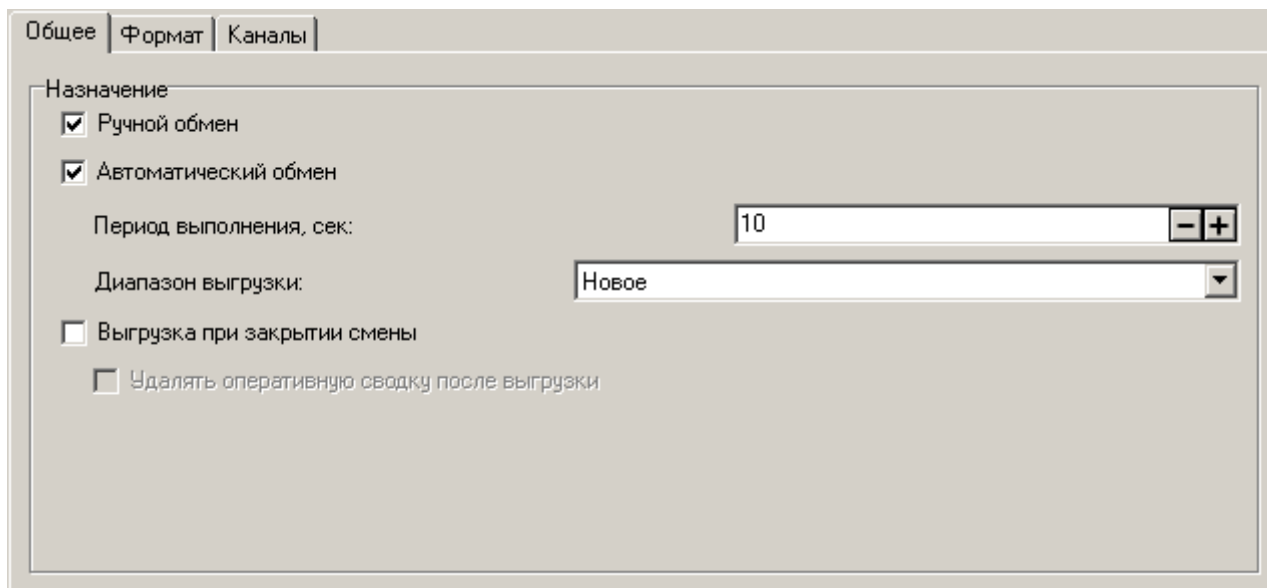 Общее Формат Каналы
Назначение
Ручной обмен
Автоматический обмен
Период выполнения, сек: 10
Диапазон выгрузки: Новое
Выгрузка при закрытии смены
Удалять оперативную сводку после выгрузки